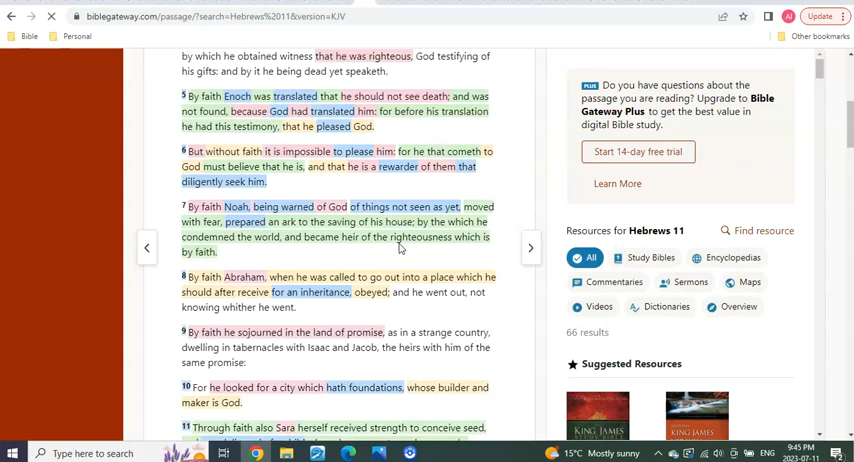 biblegateway.com/passage/?search=Hebrews%2011&version=KJV
AI
Update
Bible
Personal
Other bookmarks
by which he obtained witness that he was righteous, God testifying of
his gifts: and by it he being dead yet speaketh.
5 By faith Enoch was translated that he should not see death; and was
not found, because God had translated him: for before his translation
he had this testimony, that he pleased God.
6 But without faith it is impossible to please him: for he that cometh to
God must believe that he is, and that he is a rewarder of them that
diligently seek him.
7 By faith Noah, being warned of God of things not seen as yet, moved
with fear, prepared an ark to the saving of his house; by the which he
condemned the world, and became heir of the righteousness which is
by faith.
8 By faith Abraham, when he was called to go out into a place which he
should after receive for an inheritance, obeyed; and he went out, not
knowing whither he went.
9 By faith he sojourned in the land of promise, as in a strange country,
dwelling in tabernacles with Isaac and Jacob, the heirs with him of the
same promise:
10 For he looked for a city which hath foundations, whose builder and
maker is God.
11 Through faith also Sara herself received strength to conceive seed,
PLUS Do you have questions about the
passage you are reading? Upgrade to Bible
Gateway Plus to get the best value in
digital Bible study.
Start 14-day free trial
Learn More
Resources for Hebrews 11
Find resource
All
Study Bibles
Encyclopedias
Commentaries
Sermons
Maps
Videos
Dictionaries
Overview
66 results
Suggested Resources
KING JAMES
STUDY BIBLE
KING JAMES
Type here to search
15°C Mostly sunny
ENG
9:45 PM
2023-07-11
2